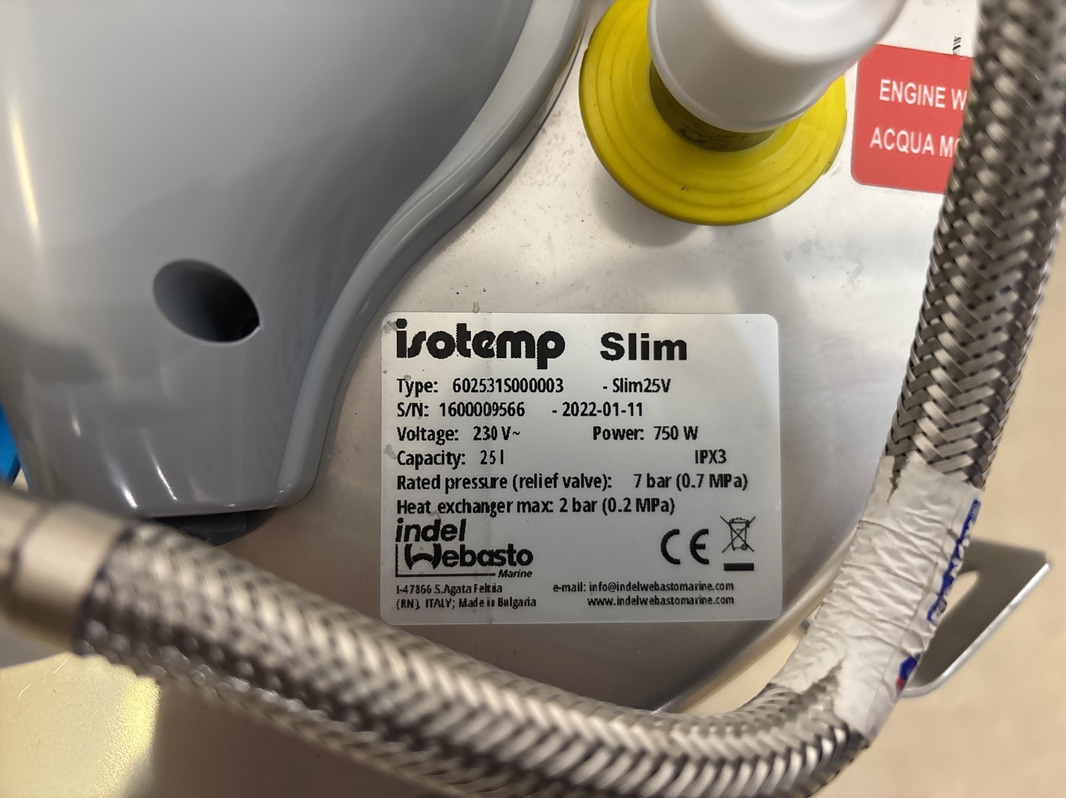 ENGINE W
ACQUA MO
isotemp Slim
Type: 602531S000003 - Slim25V
S/N: 1600009566 - 2022-01-11
Voltage: 230 V~ Power: 750 W
Capacity: 25 l IPX3
Rated pressure (relief valve): 7 bar (0.7 MPa)
Heat exchanger max: 2 bar (0.2 MPa)
indel
Webasto
Marine
CE
I-47866 S.Agata Feltria
(RN), ITALY; Made in Bulgaria
e-mail: info@indelwebastomarine.com
www.indelwebastomarine.com